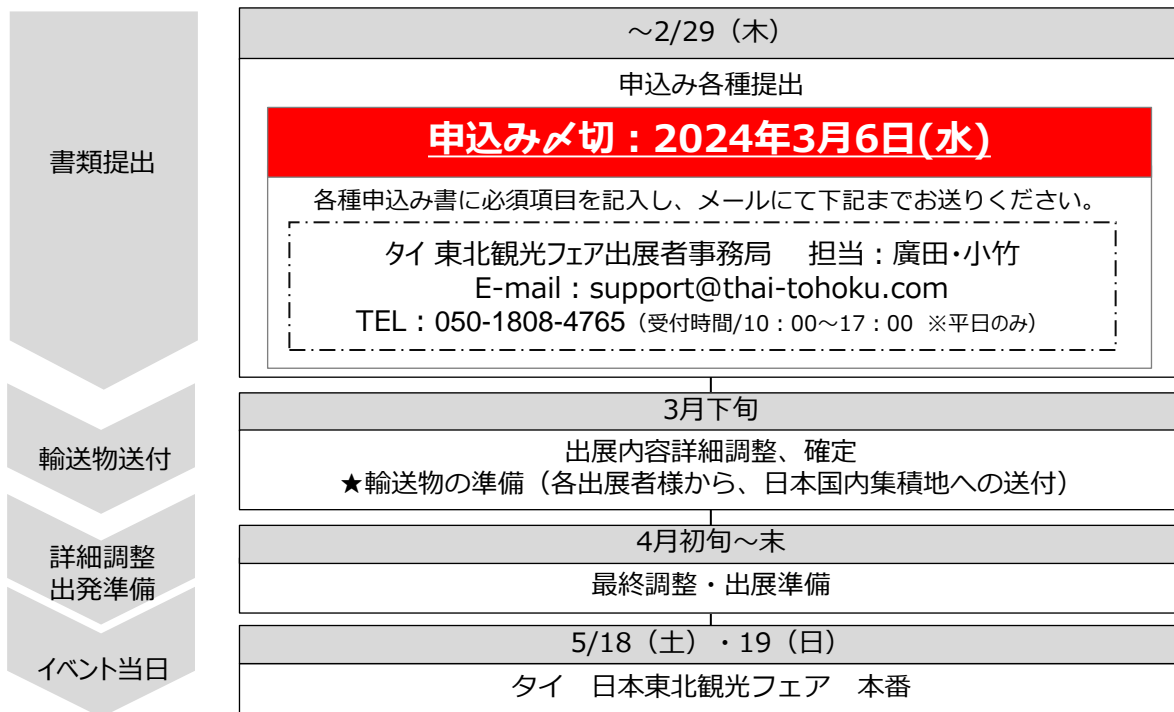 書類提出
～2/29（木）
申込み各種提出
申込み〆切：2024年3月6日(水)
各種申込み書に必須項目を記入し、メールにて下記までお送りください。
タイ 東北観光フェア出展者事務局　担当：廣田・小竹
E-mail：support@thai-tohoku.com
TEL：050-1808-4765（受付時間/10：00～17：00 ※平日のみ）
輸送物送付
3月下旬
出展内容詳細調整、確定
★輸送物の準備（各出展者様から、日本国内集積地への送付）
詳細調整
出発準備
4月初旬～末
最終調整・出展準備
イベント当日
5/18（土）・19（日）
タイ　日本東北観光フェア　本番